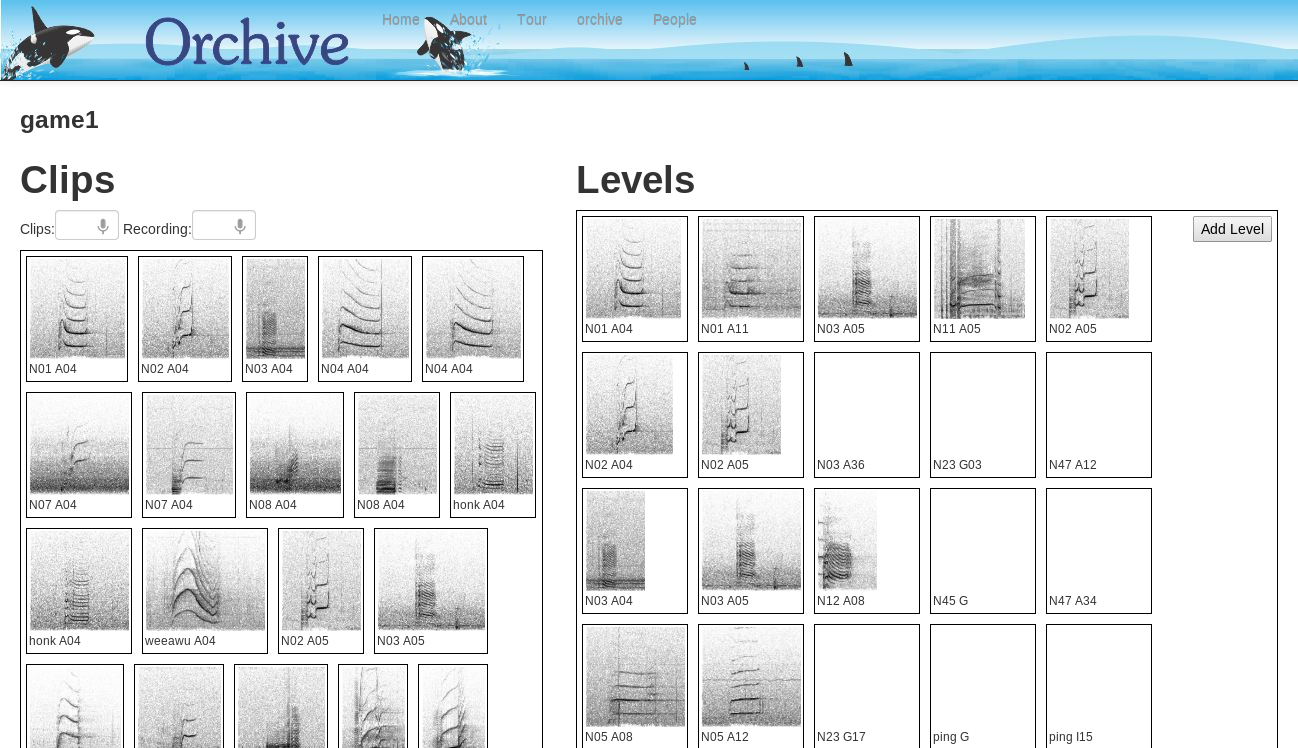 Home About Tour orchive People
Orchive
game1
Clips
Clips: Recording:
N01 A04 N02 A04 N03 A04 N04 A04 N04 A04
N07 A04 N07 A04 N08 A04 N08 A04 honk A04
honk A04 weeawu A04 N02 A05 N03 A05
Levels
Add Level
N01 A04 N01 A11 N03 A05 N11 A05 N02 A05
N02 A04 N02 A05 N03 A36 N23 G03 N47 A12
N03 A04 N03 A05 N12 A08 N45 G N47 A34
N05 A08 N05 A12 N23 G17 ping G ping I15